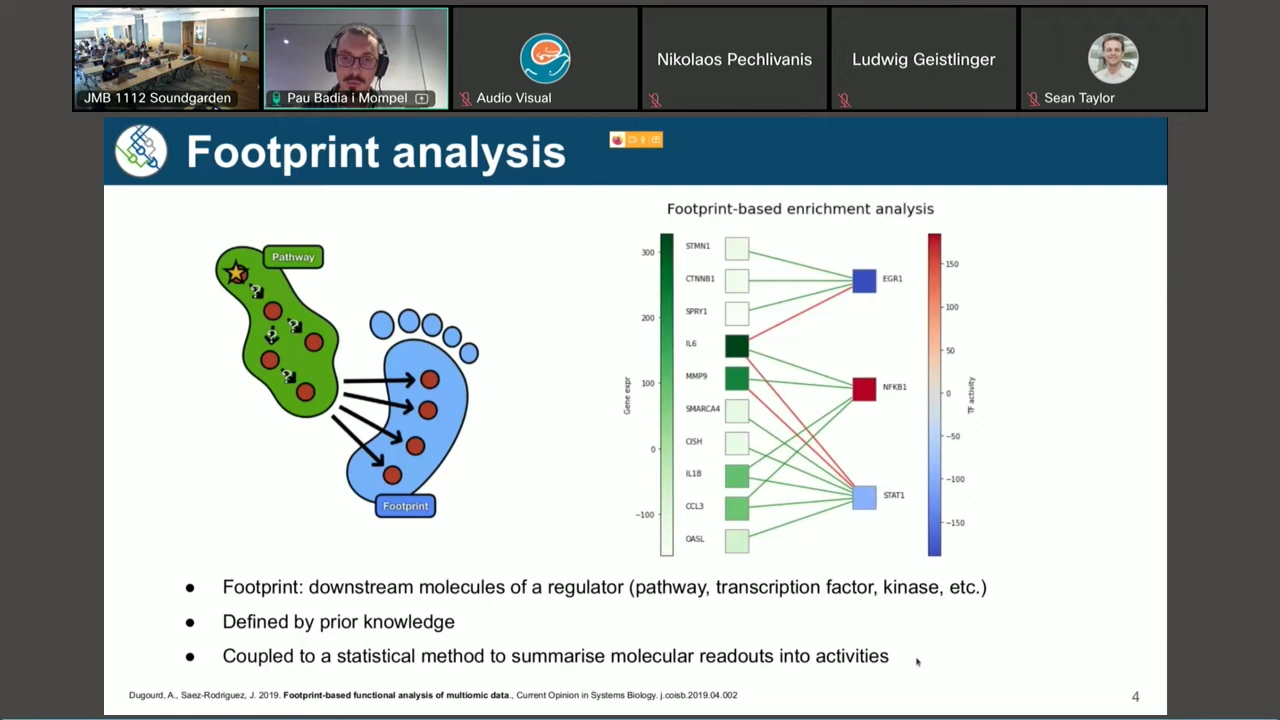 JMB 1112 Soundgarden
Pau Badia i Mompel
Audio Visual
Nikolaos Pechlivanis
Ludwig Geistlinger
Sean Taylor
Footprint analysis
Pathway
?
?
?
?
Footprint
Footprint-based enrichment analysis
Gene expr
300
200
100
0
−100
STMN1
CTNNB1
SPRY1
IL6
MMP9
SMARCA4
CISH
IL1B
CCL3
OASL
EGR1
NFKB1
STAT1
150
100
50
0
−50
−100
−150
TF activity
● Footprint: downstream molecules of a regulator (pathway, transcription factor, kinase, etc.)
● Defined by prior knowledge
● Coupled to a statistical method to summarise molecular readouts into activities
Dugourd, A., Saez-Rodriguez, J. 2019. Footprint-based functional analysis of multiomic data., Current Opinion in Systems Biology. j.coisb.2019.04.002
4